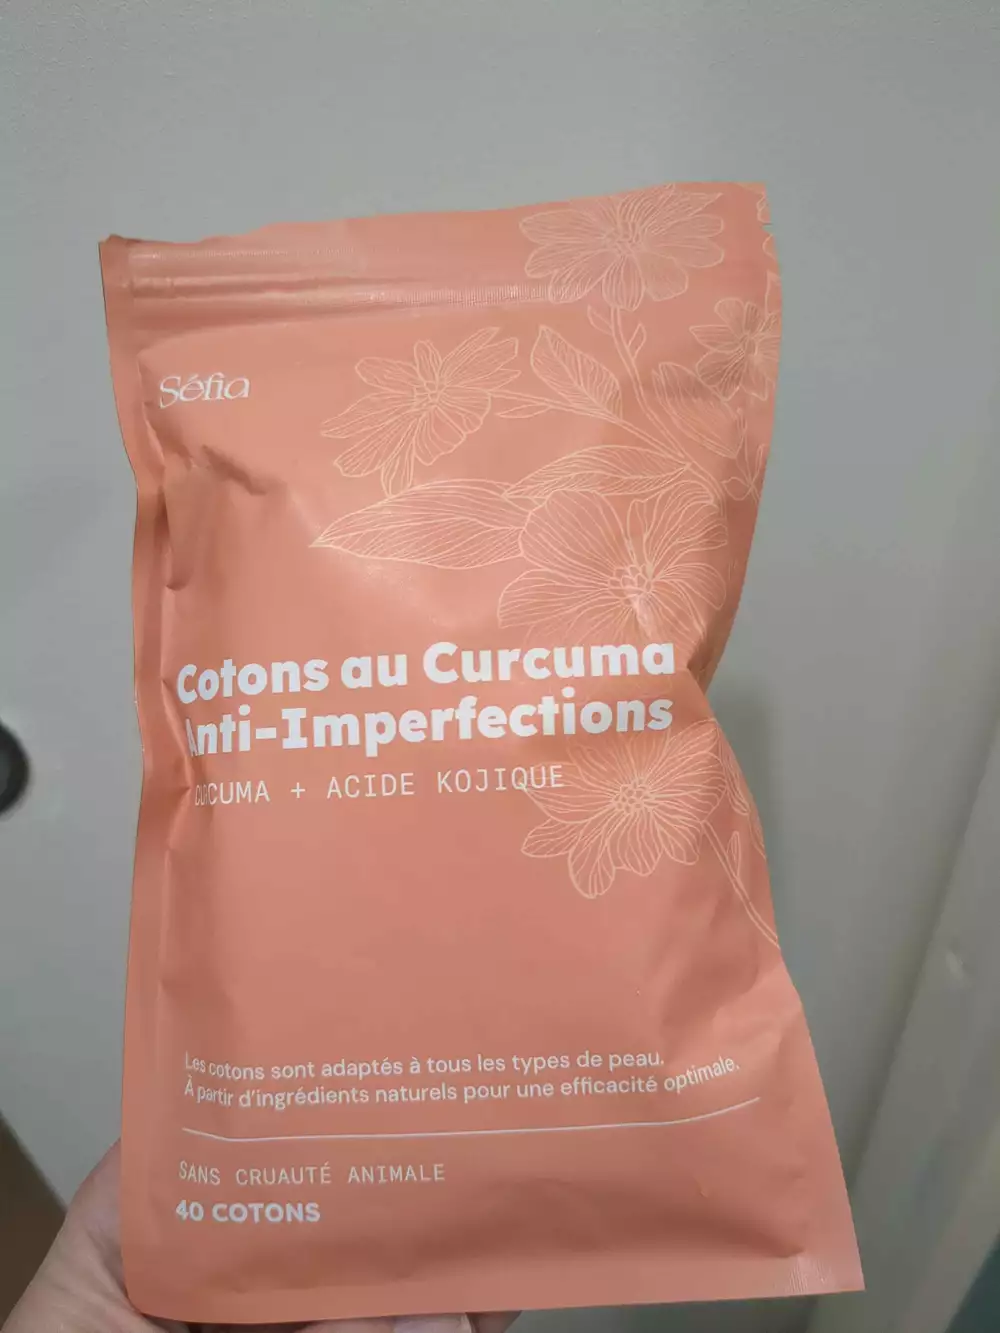 Séfia
Cotons au Curcuma
Anti-Imperfections
CURCUMA + ACIDE KOJIQUE
Les cotons sont adaptés à tous les types de peau.
À partir d'ingrédients naturels pour une efficacité optimale.
SANS CRUAUTÉ ANIMALE
40 COTONS